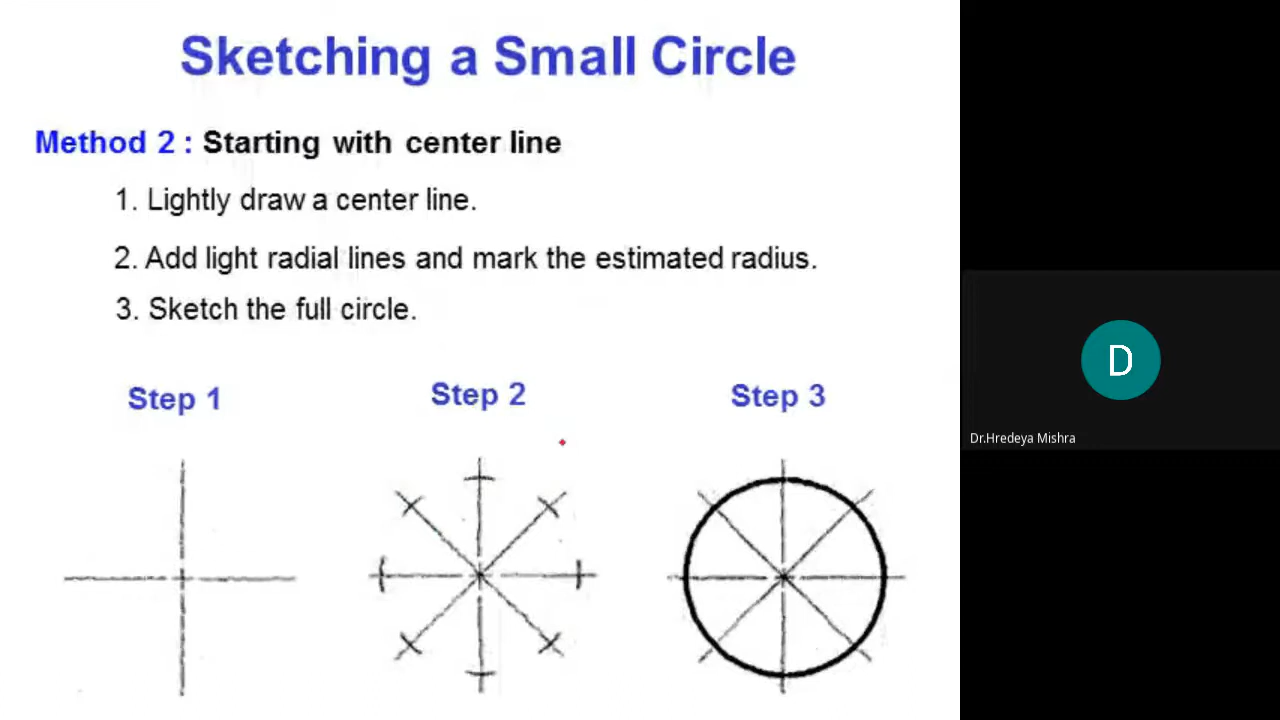 Sketching a Small Circle
Method 2 : Starting with center line
1. Lightly draw a center line.
2. Add light radial lines and mark the estimated radius.
3. Sketch the full circle.
Step 1
Step 2
Step 3
D
Dr.Hredeya Mishra